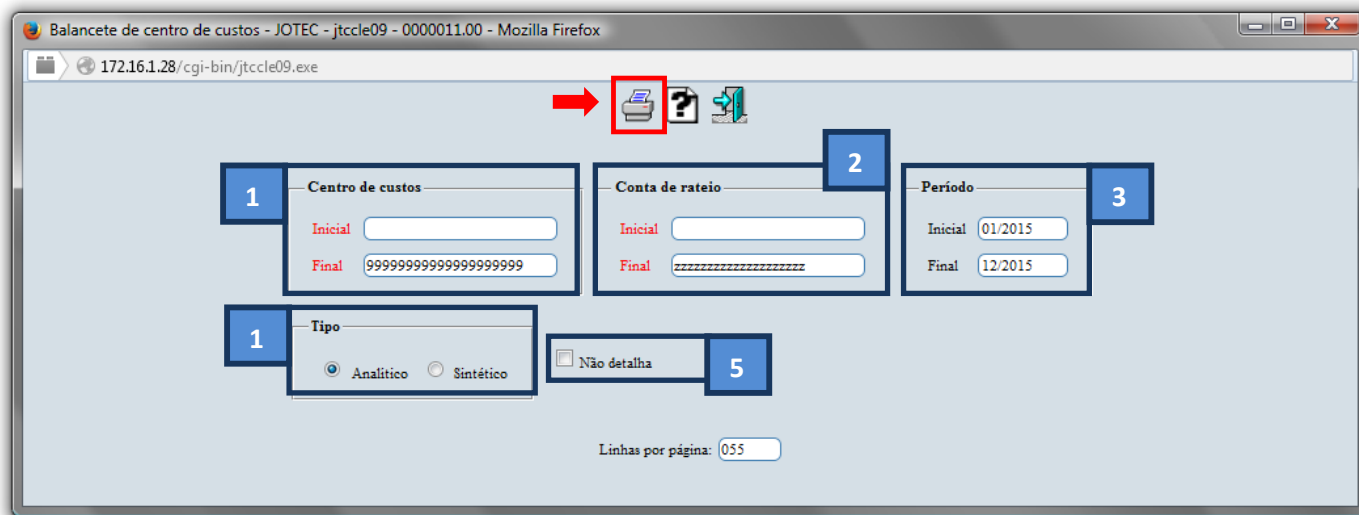 Balancete de centro de custos - JOTEC - jtccle09 - 0000011.00 - Mozilla Firefox
172.16.1.28/cgi-bin/jtccle09.exe
1
Centro de custos
Inicial
Final 99999999999999999999
2
Conta de rateio
Inicial
Final zzzzzzzzzzzzzzzzzzzz
3
Período
Inicial 01/2015
Final 12/2015
1
Tipo
Analítico Sintético
Não detalha
5
Linhas por página: 055